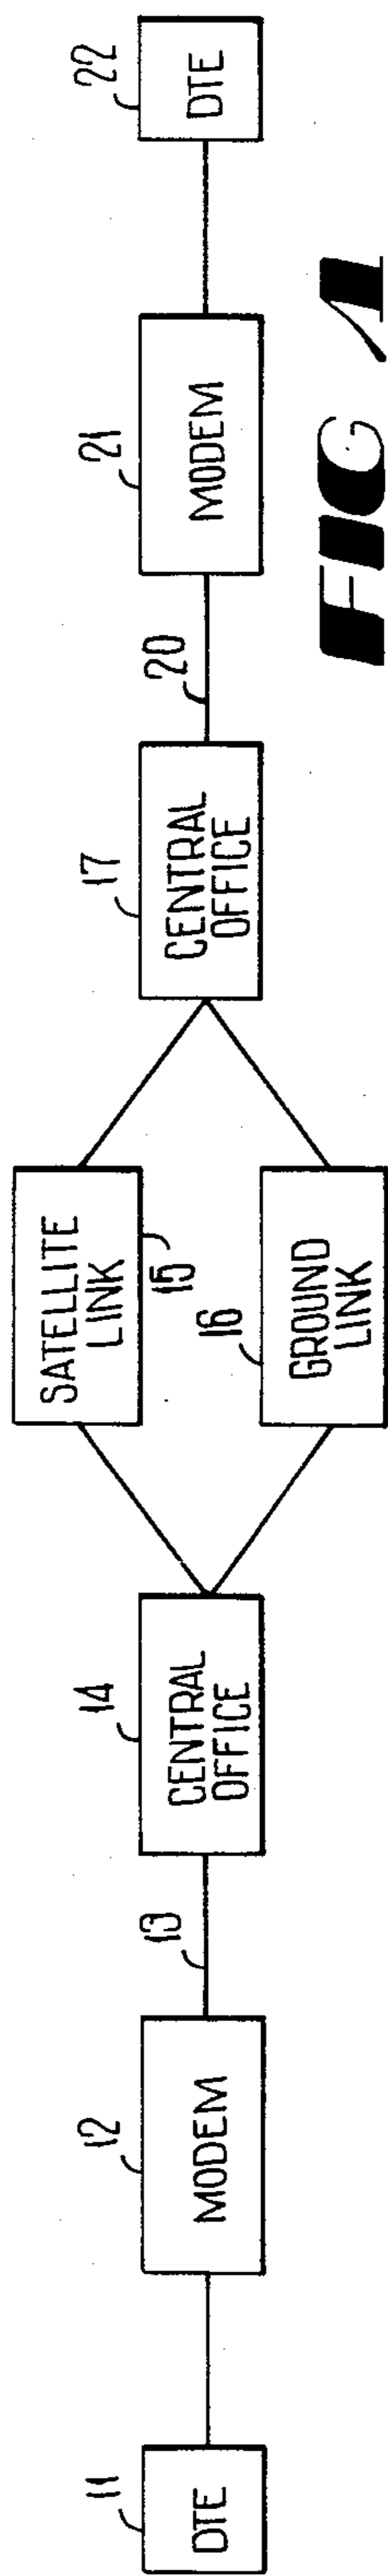 11
DTE
12
MODEM
13
14
CENTRAL
OFFICE
SATELLITE
LINK
15
16
GROUND
LINK
17
CENTRAL
OFFICE
20
21
MODEM
22
DTE
FIG 1